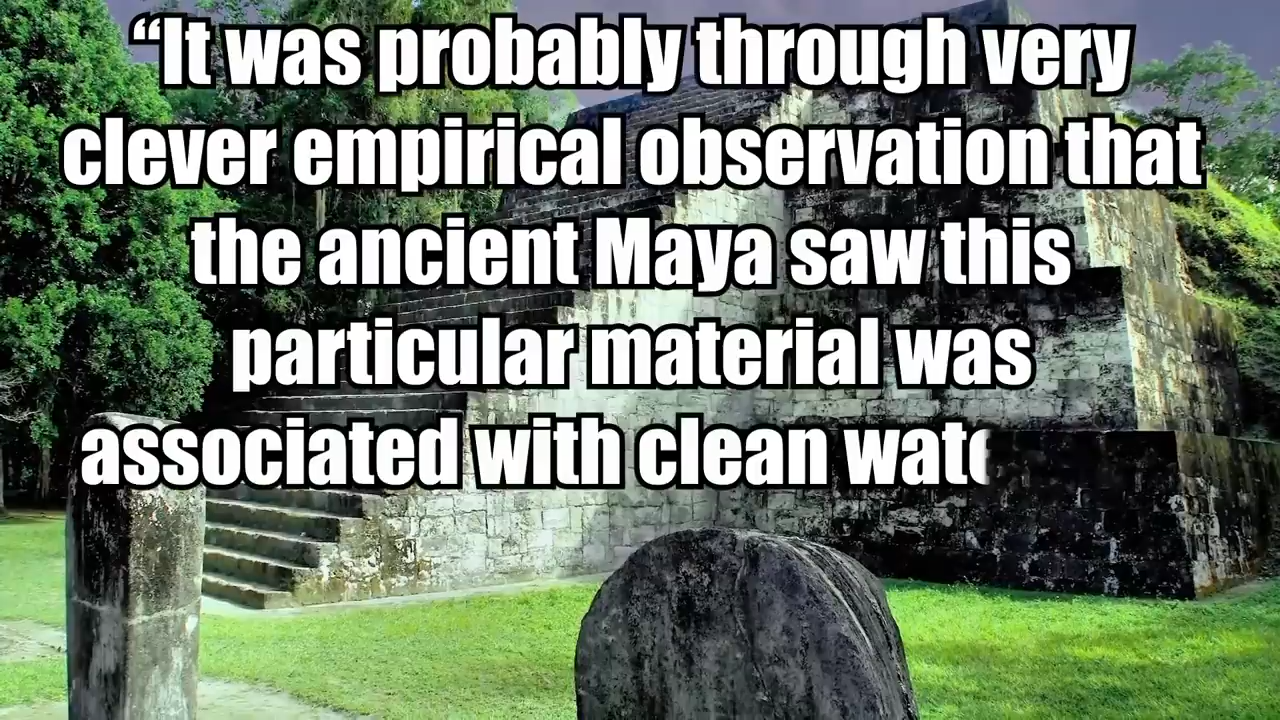 “It was probably through very
clever empirical observation that
the ancient Maya saw this
particular material was
associated with clean